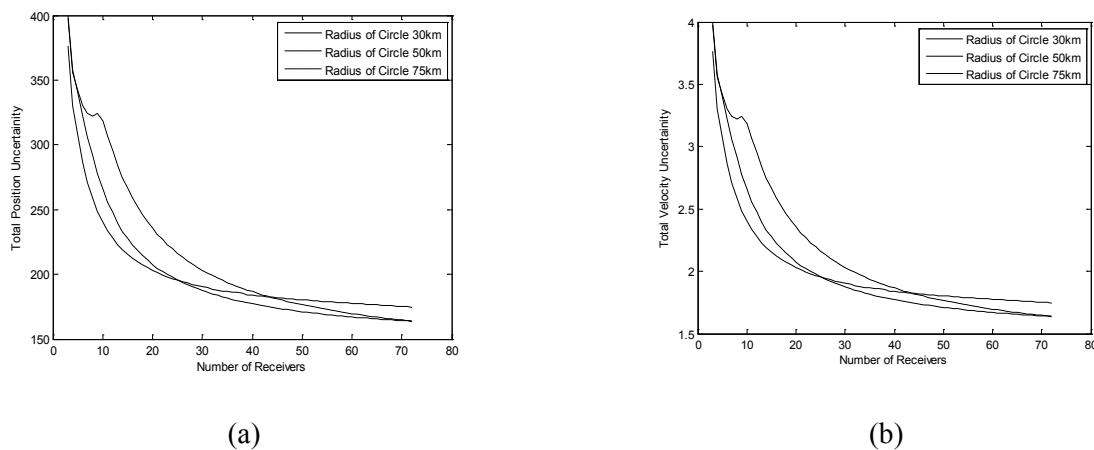 400
350
300
250
200
150
Total Position Uncertainity
0 10 20 30 40 50 60 70 80
Number of Receivers
Radius of Circle 30km
Radius of Circle 50km
Radius of Circle 75km
(a)
4
3.5
3
2.5
2
1.5
Total Velocity Uncertainity
0 10 20 30 40 50 60 70 80
Number of Receivers
Radius of Circle 30km
Radius of Circle 50km
Radius of Circle 75km
(b)